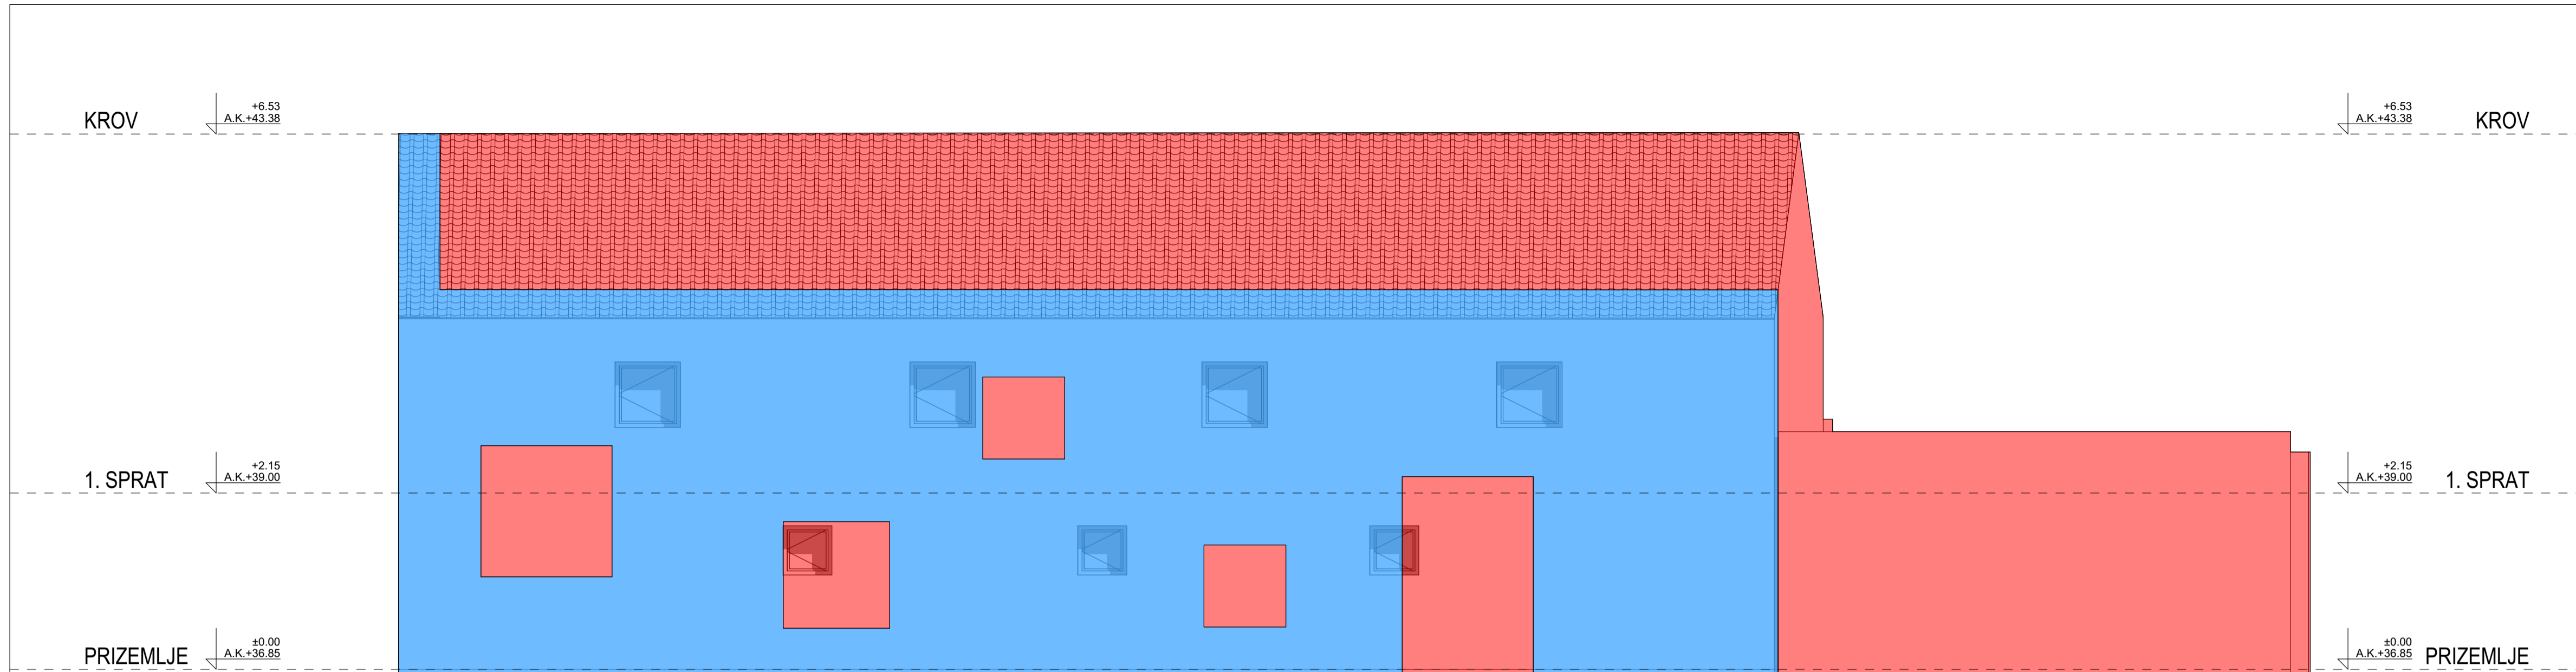 +6.53
KROV A.K.+43.38
+6.53
A.K.+43.38 KROV
+2.15
1. SPRAT A.K.+39.00
+2.15
A.K.+39.00 1. SPRAT
±0.00
PRIZEMLJE A.K.+36.85
±0.00
A.K.+36.85 PRIZEMLJE